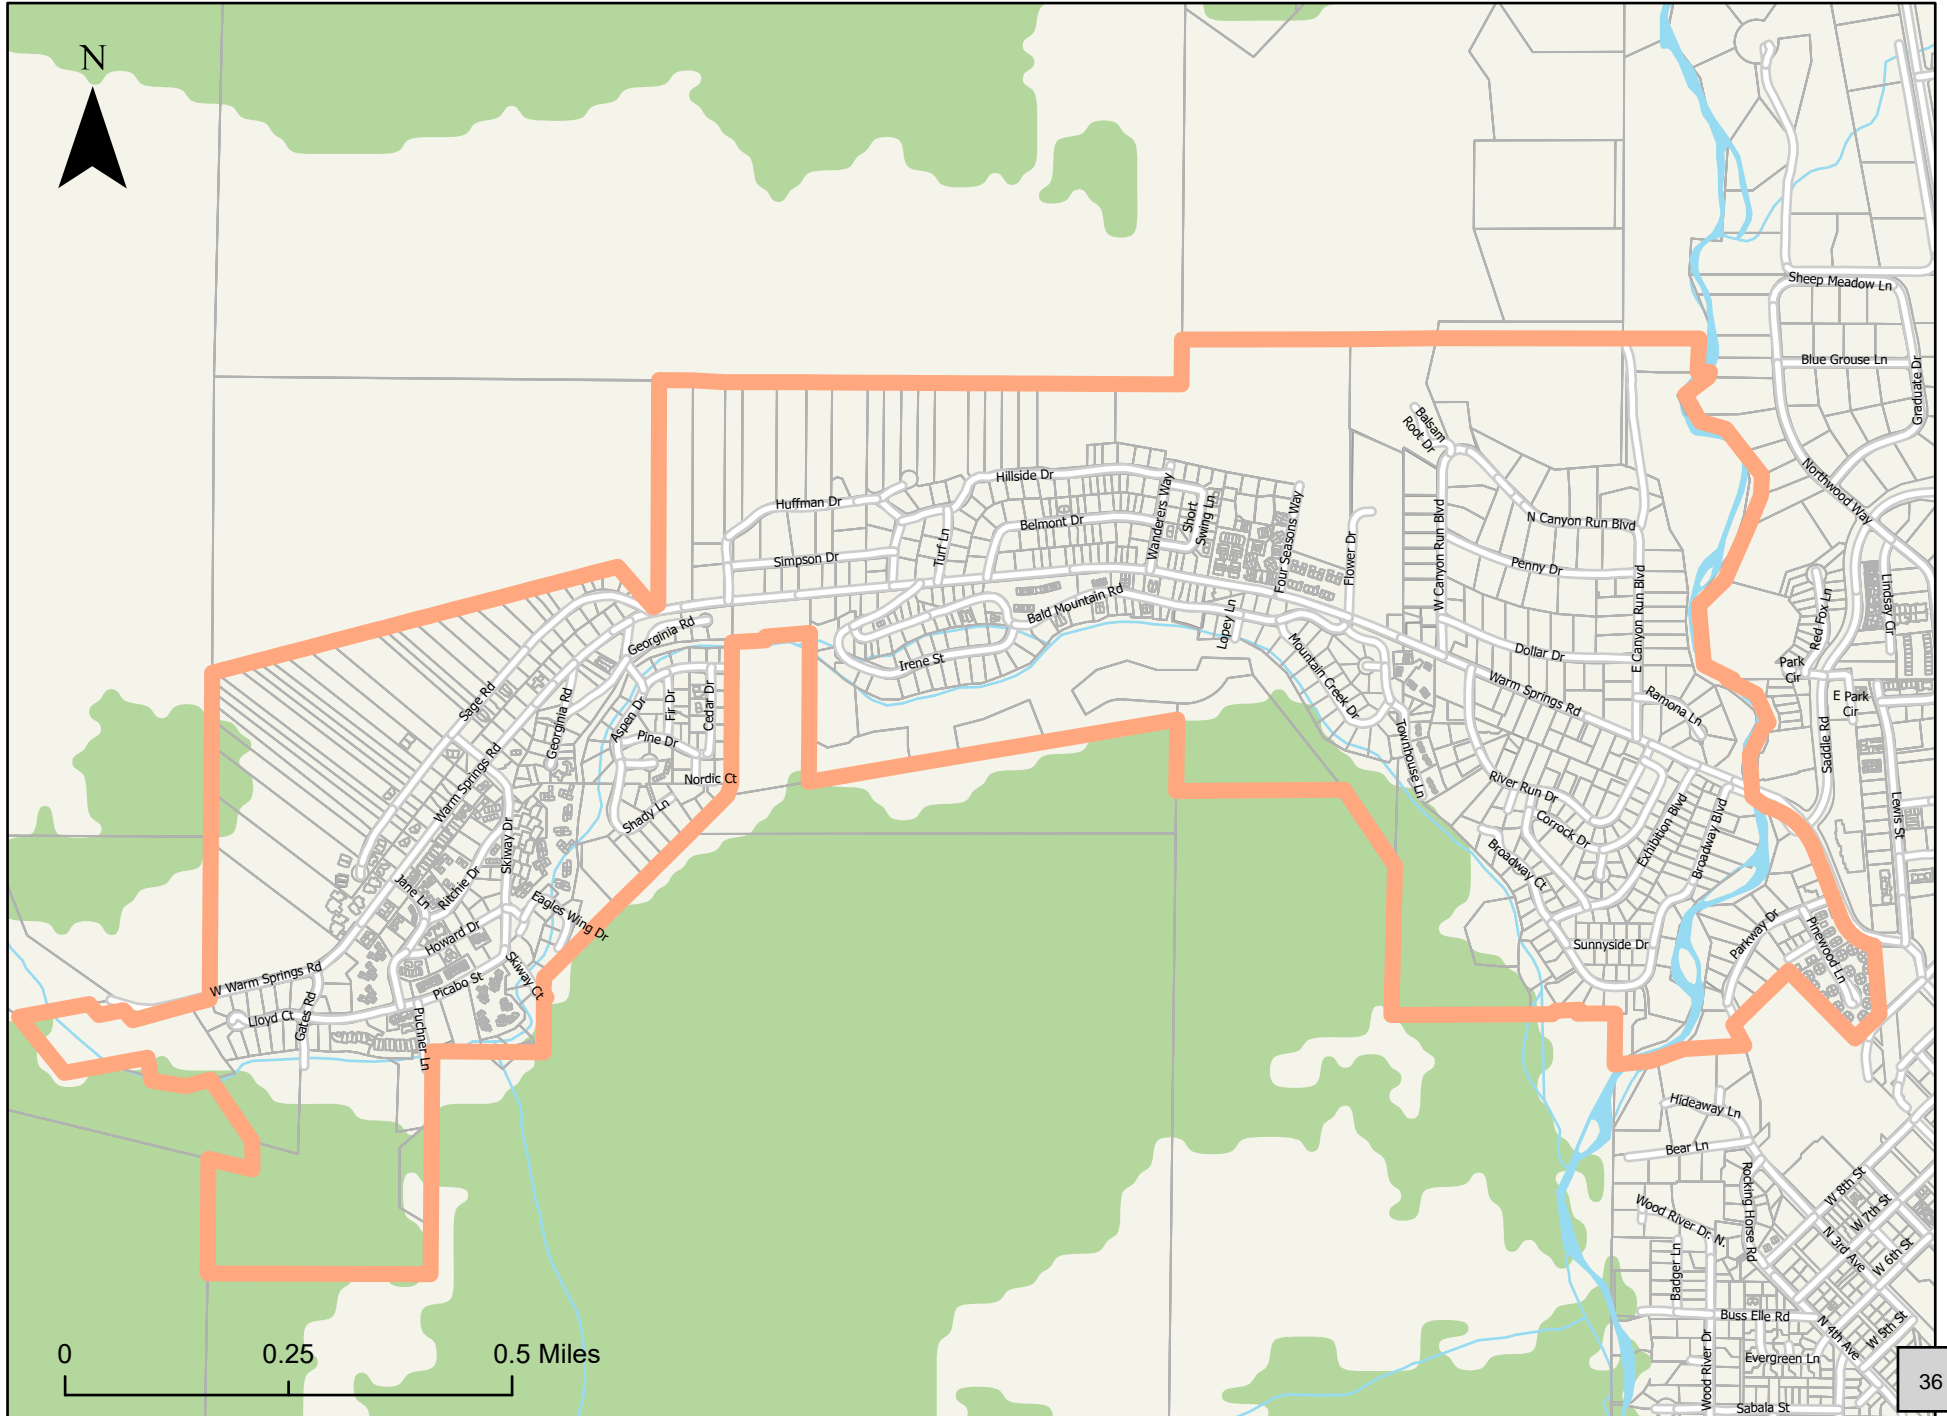 N
Sheep Meadow Ln
Blue Grouse Ln
Graduate Dr
Balsam
Root Dr
Northwood Way
Hillside Dr
Huffman Dr
Wanderers Way
Short
Swing Ln
Four Seasons Way
Belmont Dr
Turf Ln
Flower Dr
W Canyon Run Blvd
N Canyon Run Blvd
Simpson Dr
Penny Dr
E Canyon Run Blvd
Lindsay Cir
Red Fox Ln
Bald Mountain Rd
Lopey Ln
Georginia Rd
Irene St
Dollar Dr
Park
Cir
E Park
Cir
Mountain Creek Dr
Warm Springs Rd
Ramona Ln
Saddle Rd
Sage Rd
Georginia Rd
Aspen Dr
Fir Dr
Cedar Dr
Pine Dr
Nordic Ct
Townhouse Ln
Warm Springs Rd
Shady Ln
River Run Dr
Corrock Dr
Exhibition Blvd
Broadway Blvd
Lewis St
Skiway Dr
Jane Ln
Ritchie Dr
Broadway Ct
Eagles Wing Dr
Howard Dr
Sunnyside Dr
Parkway Dr
Pinewood Ln
W Warm Springs Rd
Skiway Ct
Picabo St
Lloyd Ct
Gates Rd
Puchner Ln
Hideaway Ln
Bear Ln
Rocking Horse Rd
W 8th St
Wood River Dr. N.
W 7th St
N 3rd Ave
W 6th St
Badger Ln
Buss Elle Rd
N 4th Ave
W 5th St
Wood River Dr
Evergreen Ln
Sabala St
0
0.25
0.5 Miles
36